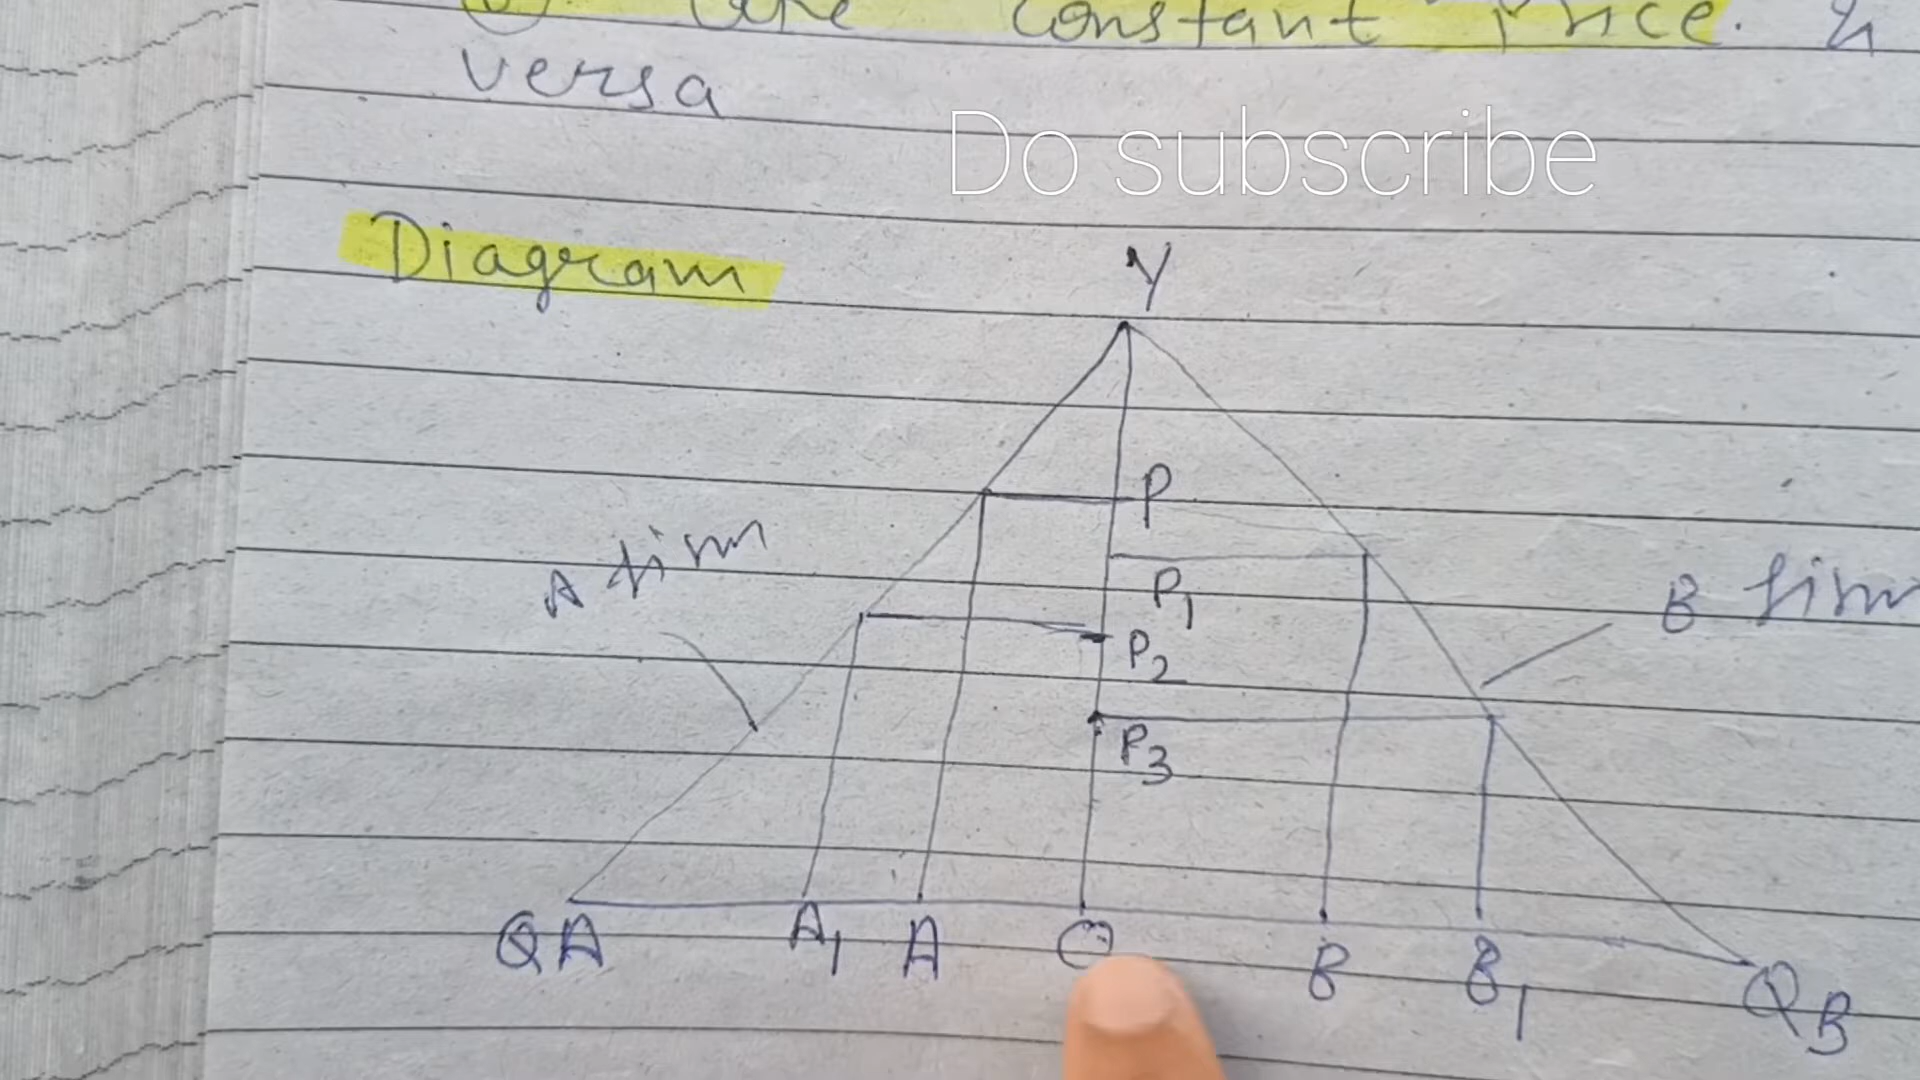 constant Price.
versa
Do subscribe
Diagram
Y
P
A firm
P1
B firm
P2
P3
QA A1 A O B B1 QB